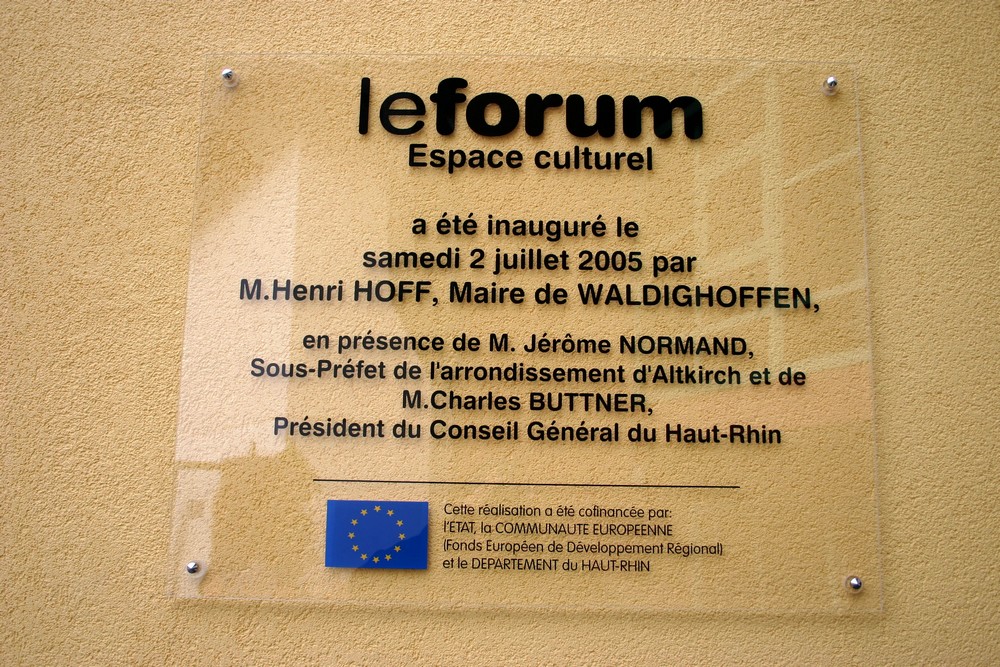 leforum
Espace culturel
a été inauguré le
samedi 2 juillet 2005 par
M.Henri HOFF, Maire de WALDIGHOFFEN,
en présence de M. Jérôme NORMAND,
Sous-Préfet de l'arrondissement d'Altkirch et de
M.Charles BUTTNER,
Président du Conseil Général du Haut-Rhin
Cette réalisation a été cofinancée par:
l'ÉTAT, la COMMUNAUTE EUROPEENNE
(Fonds Européen de Développement Régional)
et le DEPARTEMENT du HAUT-RHIN